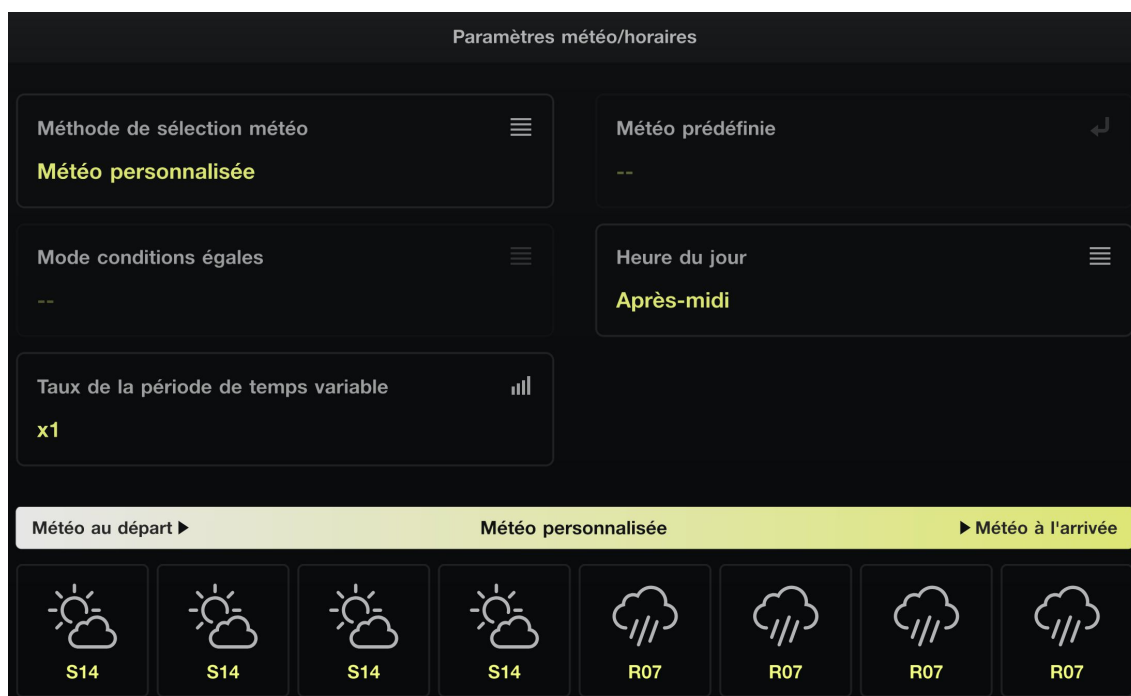 Paramètres météo/horaires
Méthode de sélection météo
Météo personnalisée
Météo prédéfinie
--
Mode conditions égales
--
Heure du jour
Après-midi
Taux de la période de temps variable
x1
Météo au départ ▶ Météo personnalisée ▶ Météo à l'arrivée
S14 S14 S14 S14 R07 R07 R07 R07